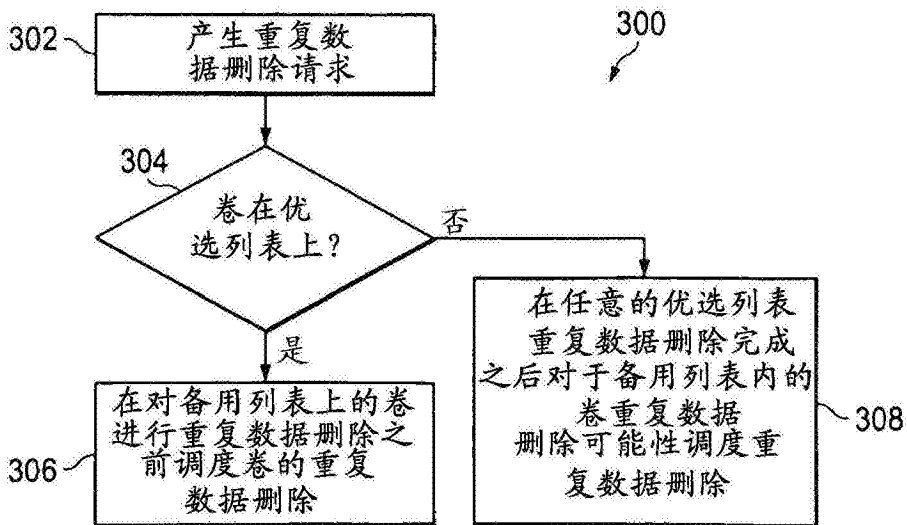 302
产生重复数
据删除请求
300
304
卷在优
选列表上?
否
是
306
在对备用列表上的卷
进行重复数据删除之
前调度卷的重复
数据删除
在任意的优选列表
重复数据删除完成
之后对于备用列表内的
卷重复数据
删除可能性调度重
复数据删除
308